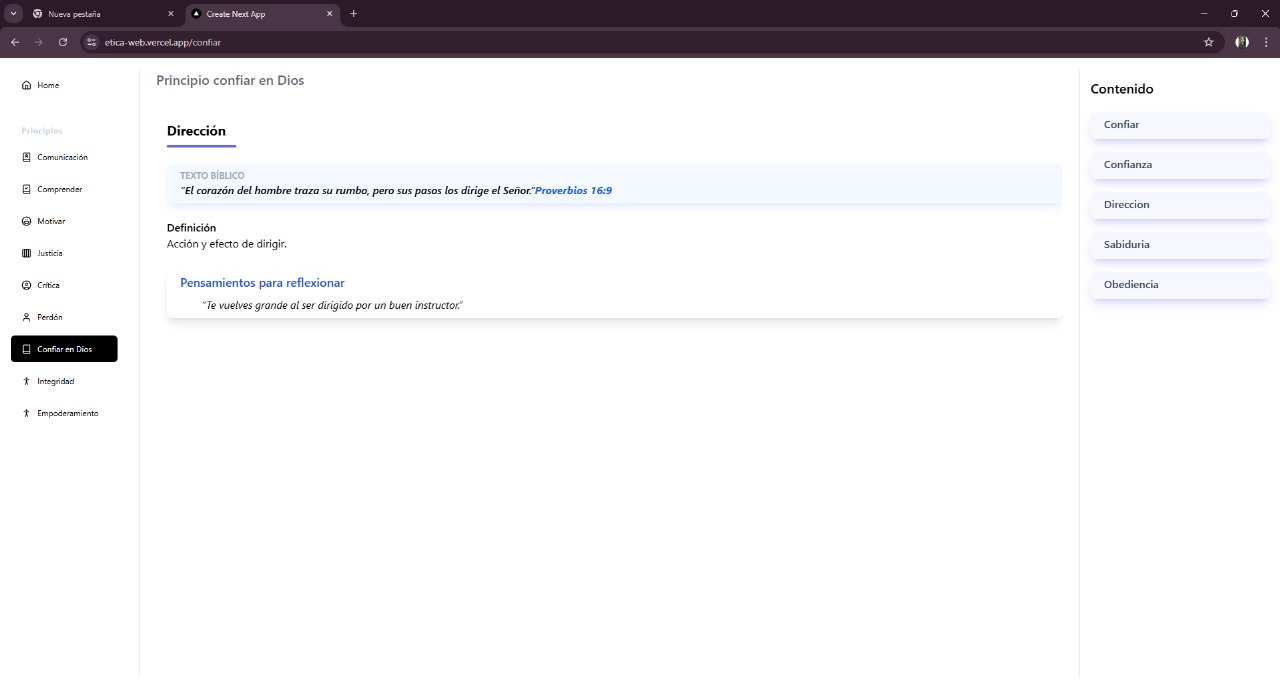 Nueva pestaña
Create Next App
etica-web.vercel.app/confiar
Home
Principios
Comunicación
Comprender
Motivar
Justicia
Crítica
Perdón
Confiar en Dios
Integridad
Empoderamiento
Principio confiar en Dios
Dirección
TEXTO BÍBLICO
"El corazón del hombre traza su rumbo, pero sus pasos los dirige el Señor."Proverbios 16:9
Definición
Acción y efecto de dirigir.
Pensamientos para reflexionar
"Te vuelves grande al ser dirigido por un buen instructor."
Contenido
Confiar
Confianza
Direccion
Sabiduria
Obediencia